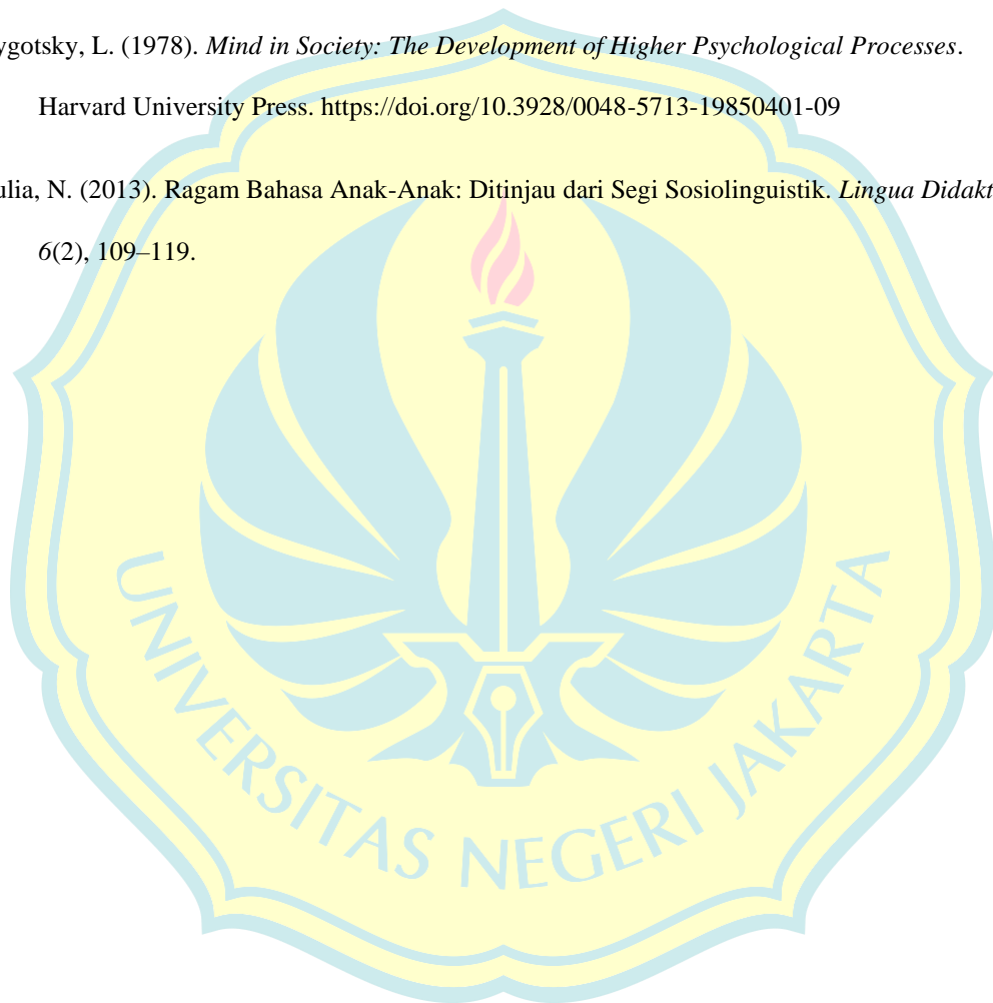 ygotsky, L. (1978). Mind in Society: The Development of Higher Psychological Processes.
Harvard University Press. https://doi.org/10.3928/0048-5713-19850401-09
ulia, N. (2013). Ragam Bahasa Anak-Anak: Ditinjau dari Segi Sosiolinguistik. Lingua Didakt
6(2), 109–119.
UNIVERSITAS NEGERI JAKARTA